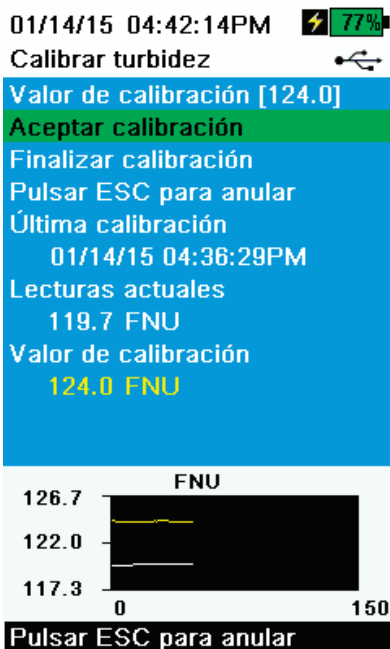 01/14/15 04:42:14PM 77%
Calibrar turbidez
Valor de calibración [124.0]
Aceptar calibración
Finalizar calibración
Pulsar ESC para anular
Última calibración
01/14/15 04:36:29PM
Lecturas actuales
119.7 FNU
Valor de calibración
124.0 FNU
FNU
126.7
122.0
117.3
0 150
Pulsar ESC para anular